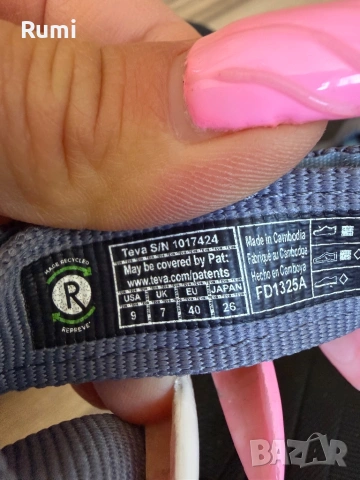 Rumi
MADE RECYCLED
R
REPREVE®
Teva S/N 1017424
May be covered by Pat:
www.teva.com/patents
USA UK EU JAPAN
9 7 40 26
Made in Cambodia
Fabriqué au Cambodge
Hecho en Camboya
FD1325A
BAZAR